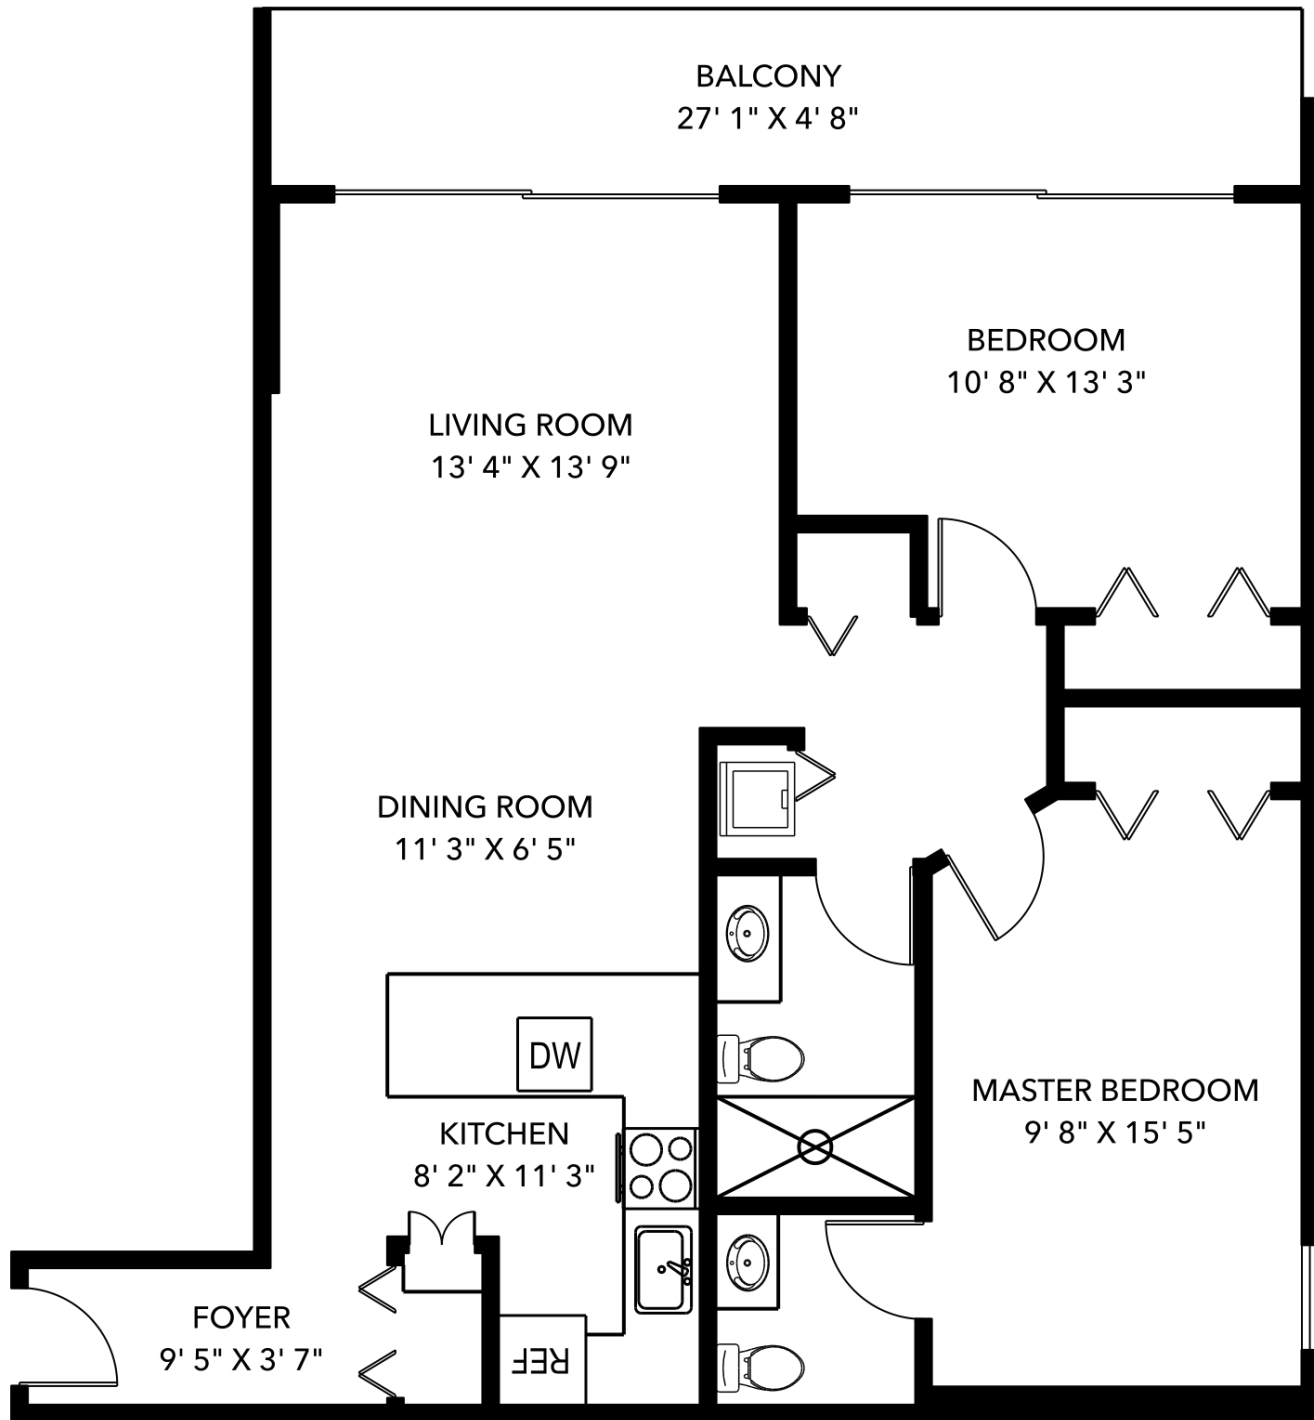 BALCONY
27' 1" X 4' 8"
BEDROOM
10' 8" X 13' 3"
LIVING ROOM
13' 4" X 13' 9"
DINING ROOM
11' 3" X 6' 5"
DW
MASTER BEDROOM
9' 8" X 15' 5"
KITCHEN
8' 2" X 11' 3"
FOYER
9' 5" X 3' 7"
REF